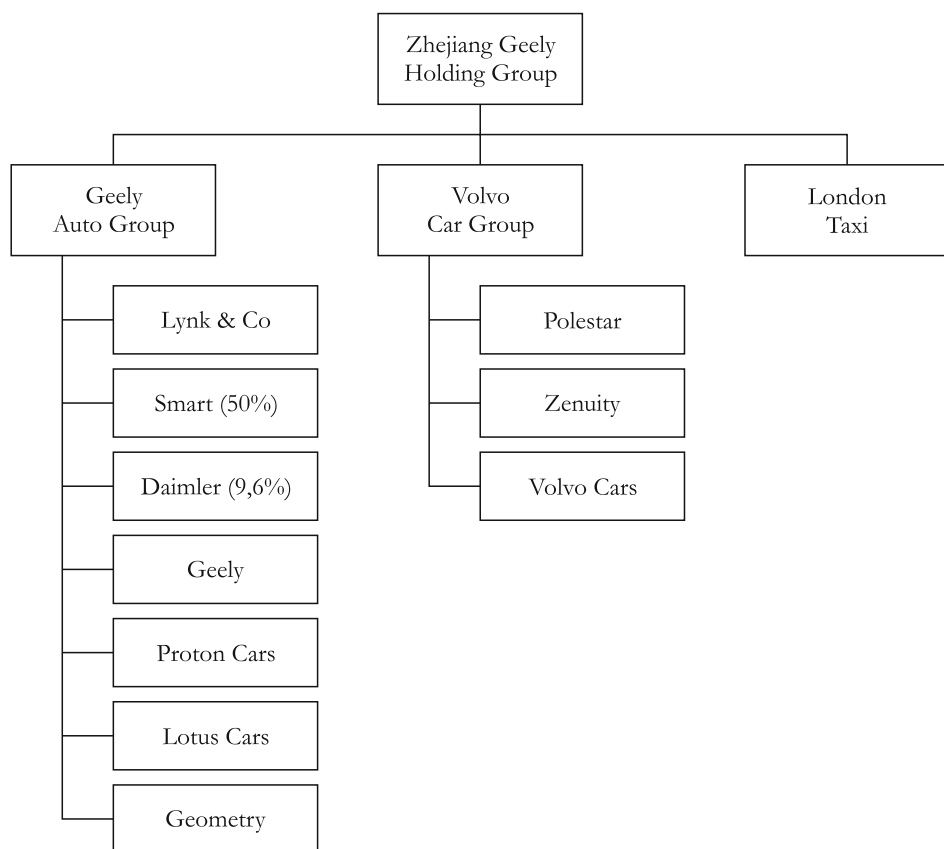 Zhejiang Geely
Holding Group
Geely
Auto Group
Volvo
Car Group
London
Taxi
Lynk & Co
Smart (50%)
Daimler (9,6%)
Geely
Proton Cars
Lotus Cars
Geometry
Polestar
Zenuity
Volvo Cars